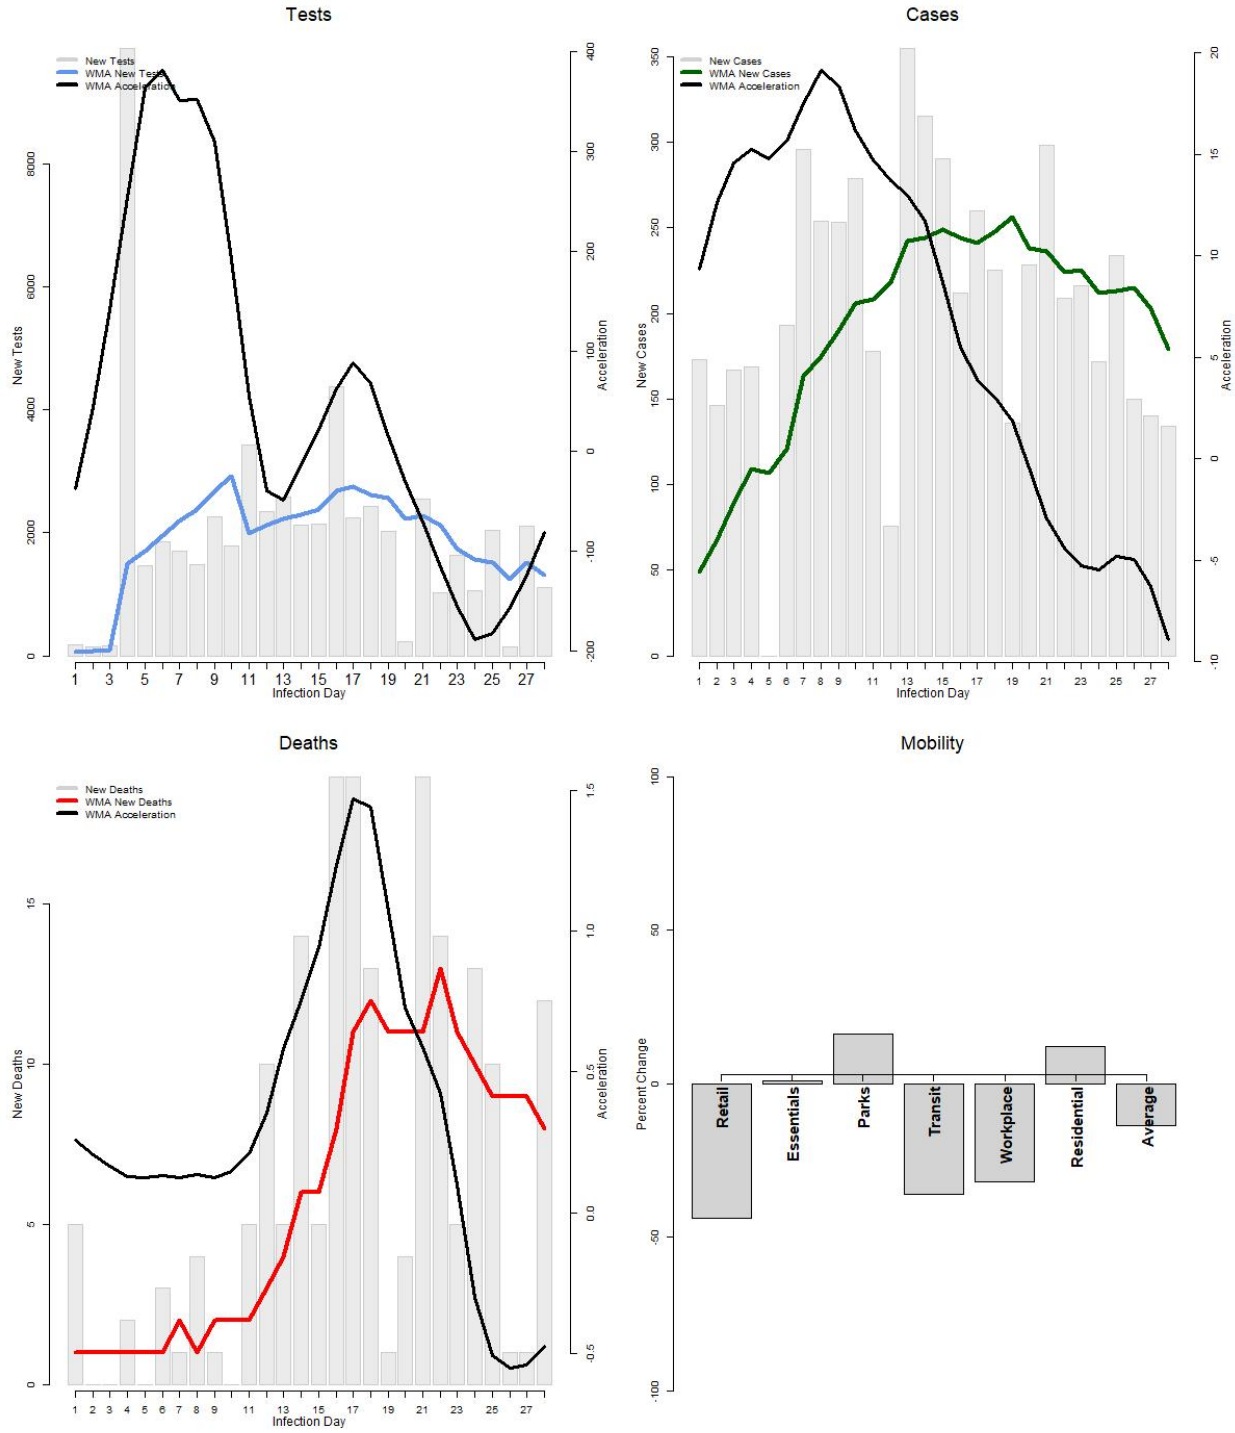 Tests
New Tests
WMA New Tests
WMA Acceleration
New Tests
0
2000
4000
6000
8000
Acceleration
-200
-100
0
100
200
300
400
1 3 5 7 9 11 13 15 17 19 21 23 25 27
Infection Day
Cases
New Cases
WMA New Cases
WMA Acceleration
New Cases
0
50
100
150
200
250
300
350
Acceleration
-10
-5
0
5
10
15
20
1 2 3 4 5 6 7 8 9 11 13 15 17 19 21 23 25 27
Infection Day
Deaths
New Deaths
WMA New Deaths
WMA Acceleration
New Deaths
0
5
10
15
Acceleration
-0.5
0.0
0.5
1.0
1.5
1 2 3 4 5 6 7 8 9 11 13 15 17 19 21 23 25 27
Infection Day
Mobility
Percent Change
-100
-50
0
50
100
Retail
Essentials
Parks
Transit
Workplace
Residential
Average